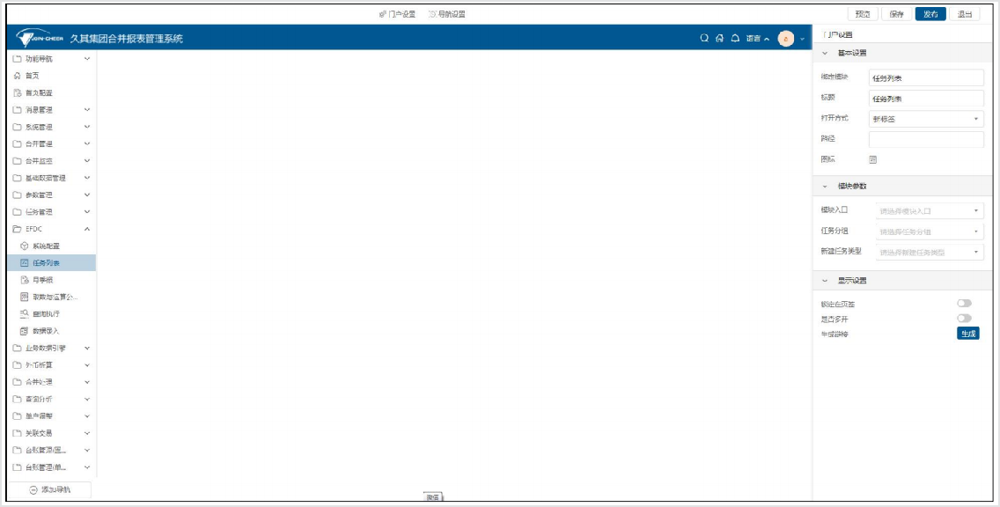 门户设置 导航设置
预览 保存 发布 退出
JOIN-CHEER 久其集团合并报表管理系统
语言
门户设置
功能导航
首页
首页配置
消息管理
系统管理
合并管理
合并监控
基础数据管理
参数管理
任务管理
EFDC
系统配置
任务列表
月季报
取数与运算公...
查询执行
数据录入
业务数据引擎
外币折算
合并处理
查询分析
单户报表
关联交易
台账管理(固...
台账管理(单...
添加导航
微信
基本设置
绑定模块 任务列表
标题 任务列表
打开方式 新标签
路径
图标
模块参数
模块入口 请选择模块入口
任务分组 请选择任务分组
新建任务类型 请选择新建任务类型
显示设置
锁定在页签
是否多开
生成链接 生成